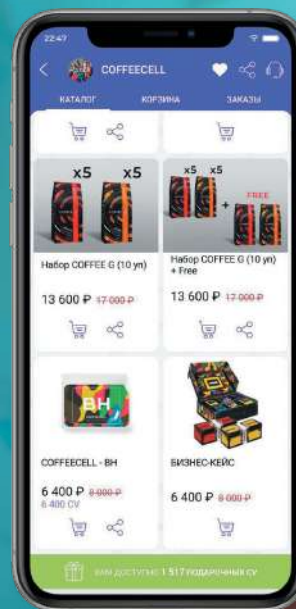 22:47
COFFEECELL
КАТАЛОГ КОРЗИНА ЗАКАЗЫ
x5 x5
x5 x5
FREE
+
Набор COFFEE G (10 уп)
Набор COFFEE G (10 уп)
+ Free
13 600 ₽ 17 000 ₽
13 600 ₽ 17 000 ₽
BH
COFFEECELL - BH
БИЗНЕС-КЕЙС
6 400 ₽ 8 000 ₽
6 400 CV
6 400 ₽ 8 000 ₽
ВАМ ДОСТУПНО 1 517 ПОДАРОЧНЫХ CV